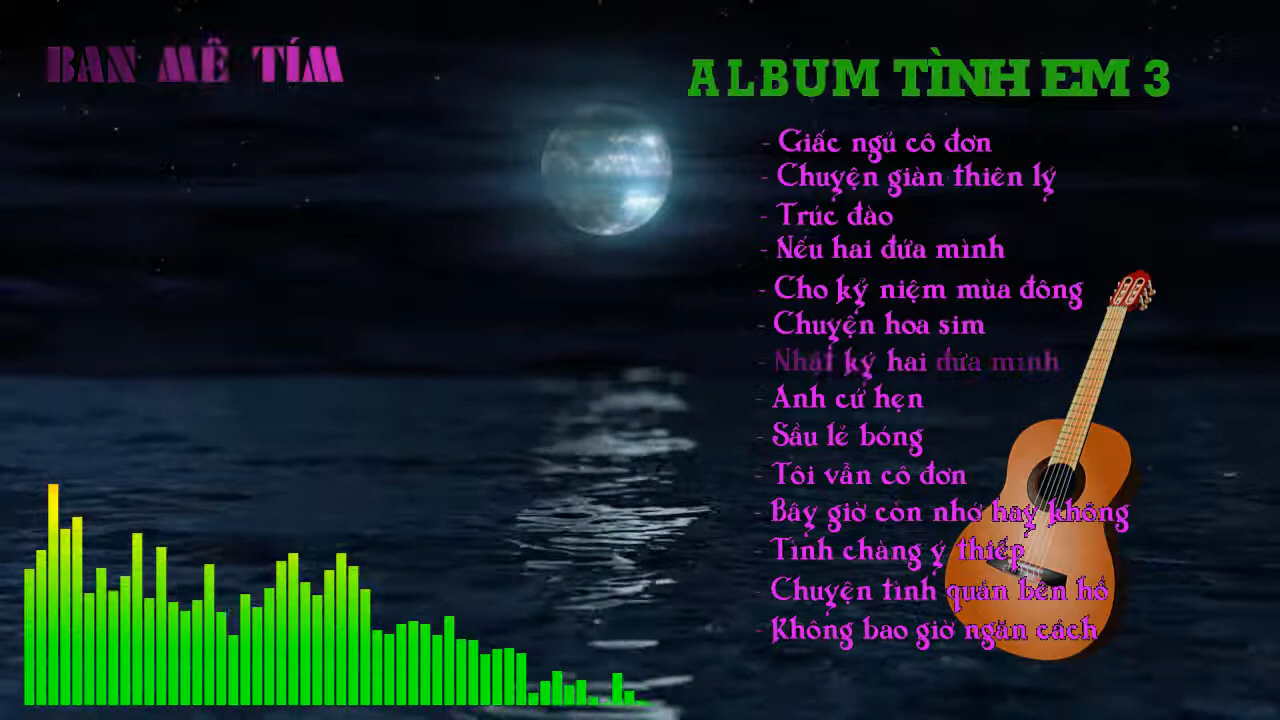 BAN MÊ TÍM
ALBUM TÌNH EM 3
- Giấc ngủ cô đơn
- Chuyện giàn thiên lý
- Trúc đào
- Nếu hai đứa mình
- Cho kỷ niệm mùa đông
- Chuyện hoa sim
- Nhật ký hai đứa mình
- Anh cứ hẹn
- Sầu lẻ bóng
- Tôi vẫn cô đơn
- Bây giờ còn nhớ hay không
- Tình chàng ý thiếp
- Chuyện tình quán bên hồ
- Không bao giờ ngăn cách